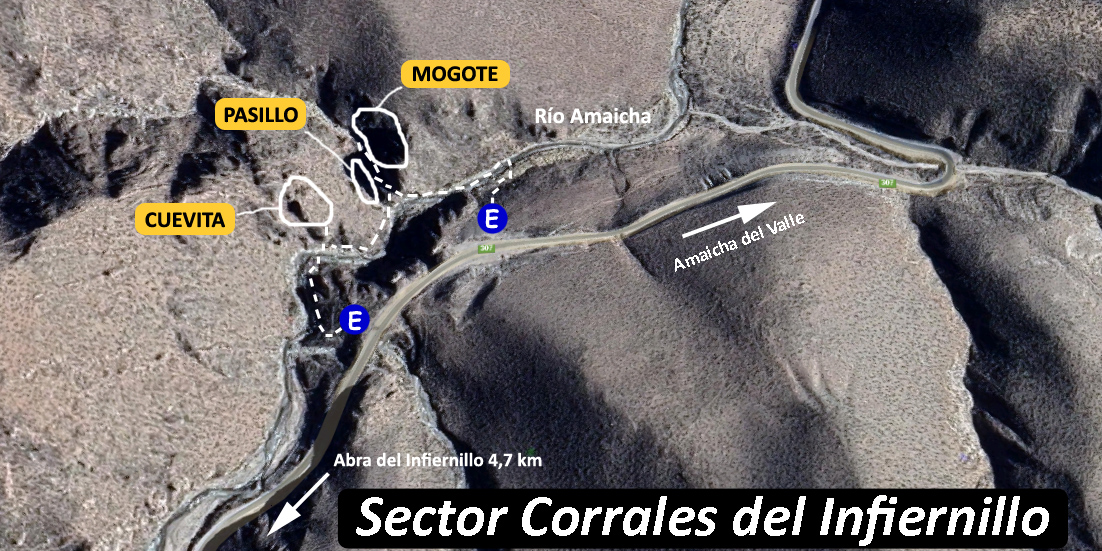 MOGOTE
PASILLO
Río Amaicha
CUEVITA
E
307
307
Amaicha del Valle
E
Abra del Infiernillo 4,7 km
Sector Corrales del Infiernillo